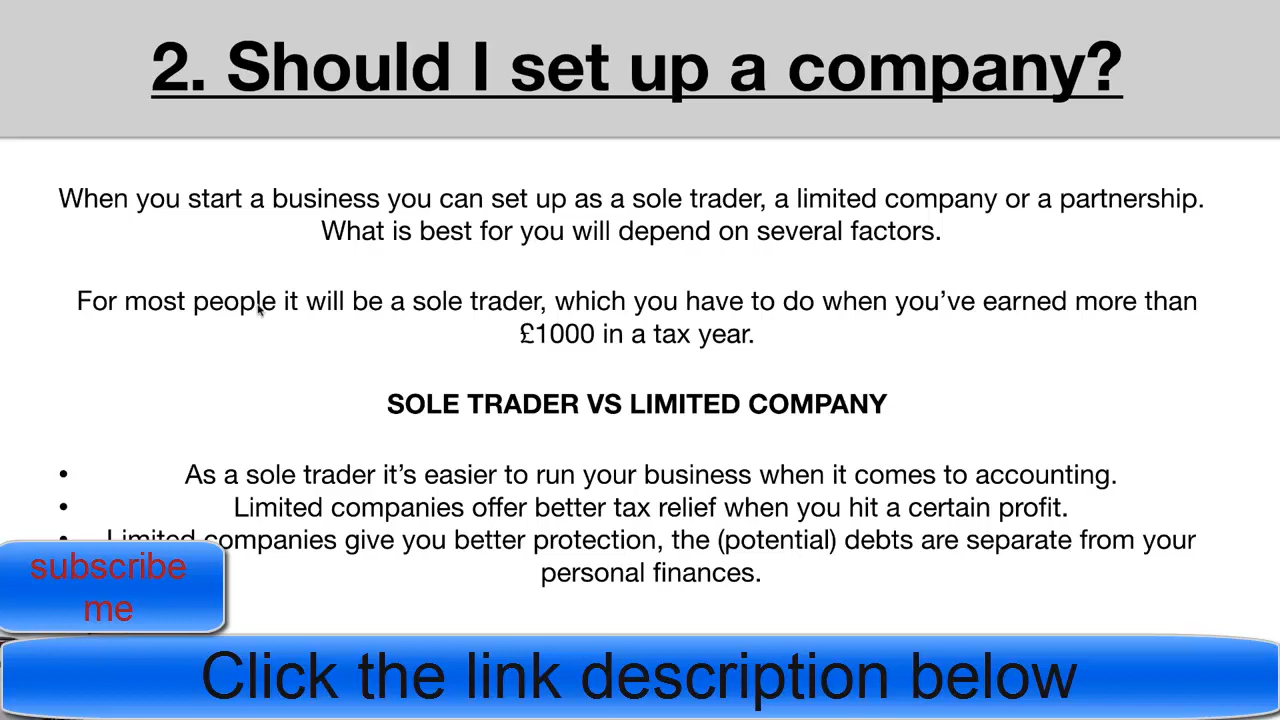 2. Should I set up a company?
When you start a business you can set up as a sole trader, a limited company or a partnership.
What is best for you will depend on several factors.
For most people it will be a sole trader, which you have to do when you’ve earned more than
£1000 in a tax year.
SOLE TRADER VS LIMITED COMPANY
• As a sole trader it’s easier to run your business when it comes to accounting.
• Limited companies offer better tax relief when you hit a certain profit.
• Limited companies give you better protection, the (potential) debts are separate from your
personal finances.
subscribe
me
Click the link description below